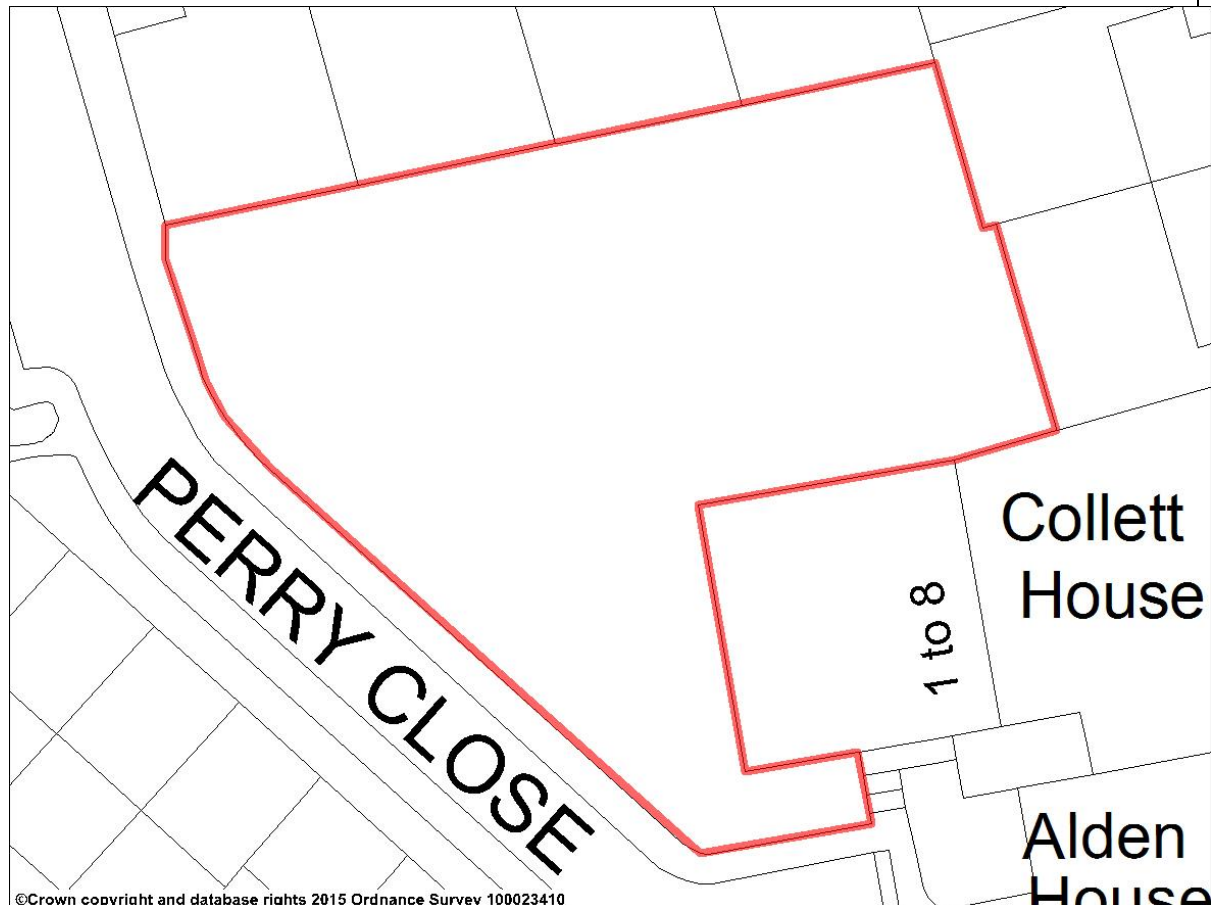 PERRY CLOSE
Collett
House
1 to 8
Alden
House
©Crown copyright and database rights 2015 Ordnance Survey 100023410